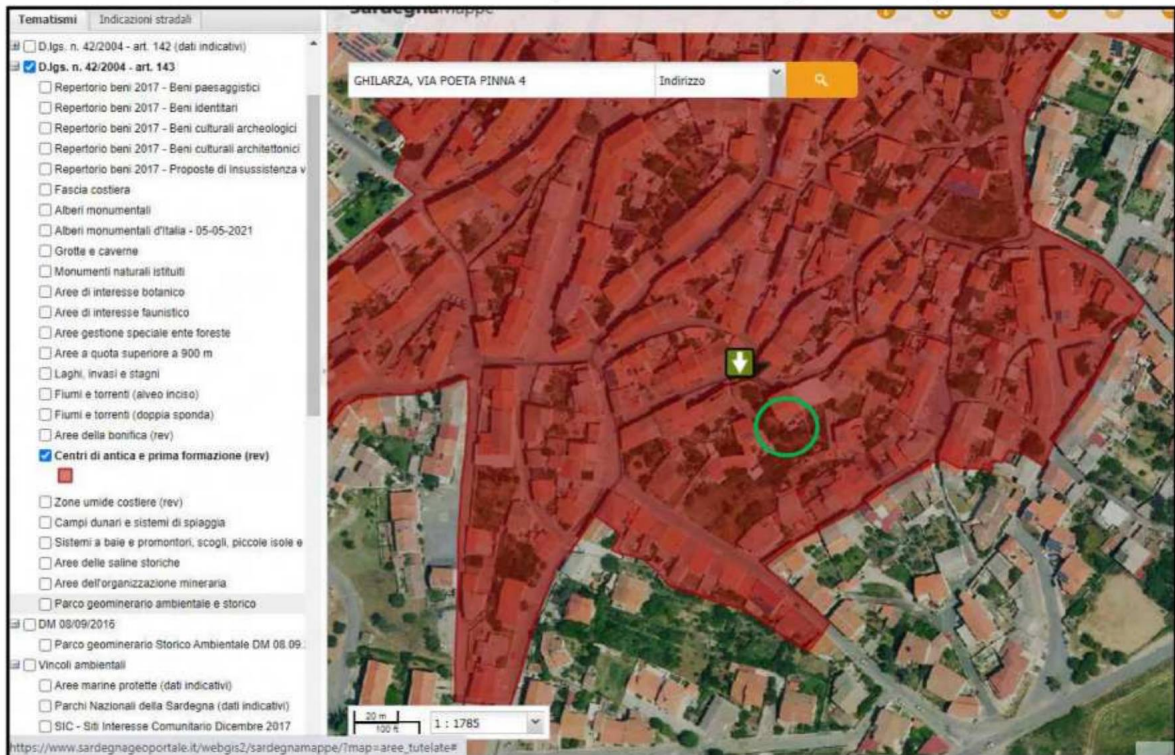 Tematismi
Indicazioni stradali
SardegnaMappe
D.lgs. n. 42/2004 - art. 142 (dati indicativi)
D.lgs. n. 42/2004 - art. 143
Repertorio beni 2017 - Beni paesaggistici
Repertorio beni 2017 - Beni identitari
Repertorio beni 2017 - Beni culturali archeologici
Repertorio beni 2017 - Beni culturali architettonici
Repertorio beni 2017 - Proposte di Insussistenza v
Fascia costiera
Alberi monumentali
Alberi monumentali d'Italia - 05-05-2021
Grotte e caverne
Monumenti naturali istituiti
Aree di interesse botanico
Aree di interesse faunistico
Aree gestione speciale ente foreste
Aree a quota superiore a 900 m
Laghi, invasi e stagni
Fiumi e torrenti (alveo inciso)
Fiumi e torrenti (doppia sponda)
Aree della bonifica (rev)
Centri di antica e prima formazione (rev)
Zone umide costiere (rev)
Campi dunari e sistemi di spiaggia
Sistemi a baie e promontori, scogli, piccole isole e
Aree delle saline storiche
Aree dell'organizzazione mineraria
Parco geominerario ambientale e storico
DM 08/09/2016
Parco geominerario Storico Ambientale DM 08.09.
Vincoli ambientali
Aree marine protette (dati indicativi)
Parchi Nazionali della Sardegna (dati indicativi)
SIC - Siti Interesse Comunitario Dicembre 2017
https://www.sardegnageoportale.it/webgis2/sardegnamappe/?map=aree_tutelate#
GHILARZA, VIA POETA PINNA 4
Indirizzo
20 m
100 ft
1 : 1785